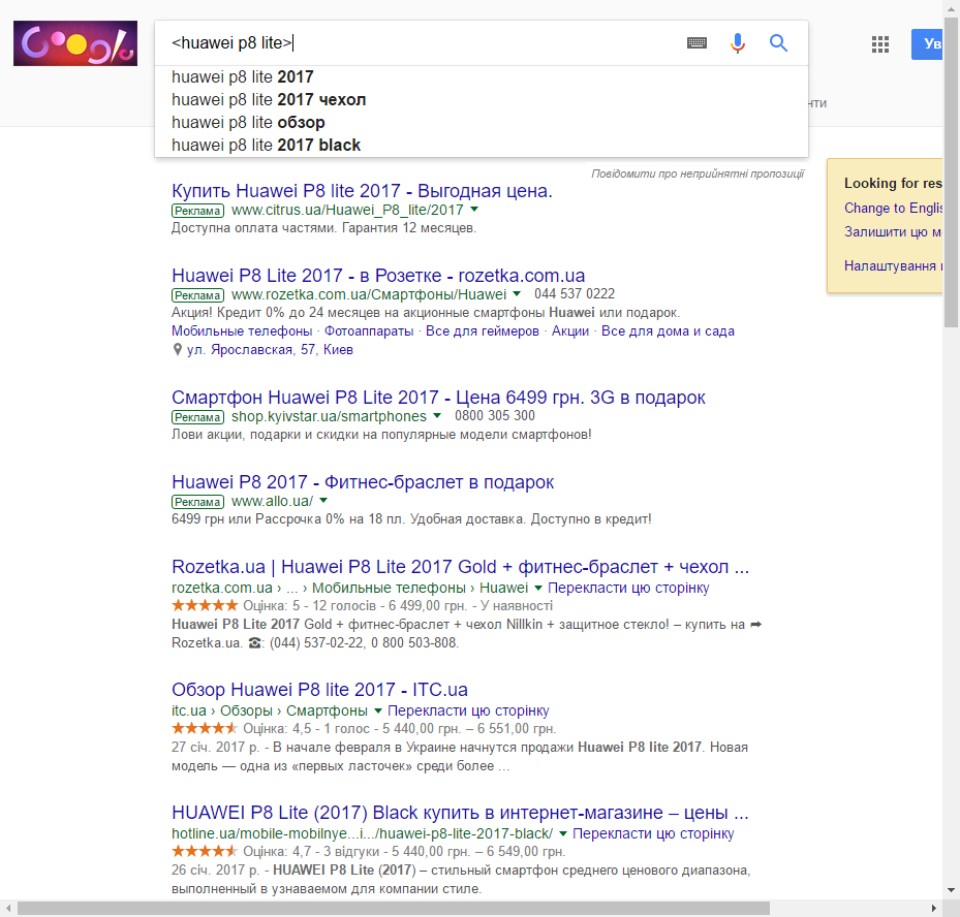 Google
<huawei p8 lite>
Ув
huawei p8 lite 2017
huawei p8 lite 2017 чехол
huawei p8 lite обзор
huawei p8 lite 2017 black
нти
Повідомити про неприйнятні пропозиції
Looking for res
Change to Englis
Залишити цю м
Налаштування
Купить Huawei P8 lite 2017 - Выгодная цена.
Реклама www.citrus.ua/Huawei_P8_lite/2017
Доступна оплата частями. Гарантия 12 месяцев.
Huawei P8 Lite 2017 - в Розетке - rozetka.com.ua
Реклама www.rozetka.com.ua/Смартфоны/Huawei 044 537 0222
Акция! Кредит 0% до 24 месяцев на акционные смартфоны Huawei или подарок.
Мобильные телефоны · Фотоаппараты · Все для геймеров · Акции · Все для дома и сада
ул. Ярославская, 57, Киев
Смартфон Huawei P8 Lite 2017 - Цена 6499 грн. 3G в подарок
Реклама shop.kyivstar.ua/smartphones 0800 305 300
Лови акции, подарки и скидки на популярные модели смартфонов!
Huawei P8 2017 - Фитнес-браслет в подарок
Реклама www.allo.ua/
6499 грн или Рассрочка 0% на 18 пл. Удобная доставка. Доступно в кредит!
Rozetka.ua | Huawei P8 Lite 2017 Gold + фитнес-браслет + чехол ...
rozetka.com.ua › ... › Мобильные телефоны › Huawei Перекласти цю сторінку
★★★★★ Оцінка: 5 - 12 голосів - 6 499,00 грн. - У наявності
Huawei P8 Lite 2017 Gold + фитнес-браслет + чехол Nillkin + защитное стекло! – купить на ➦
Rozetka.ua. ☎: (044) 537-02-22, 0 800 503-808.
Обзор Huawei P8 lite 2017 - ITC.ua
itc.ua › Обзоры › Смартфоны Перекласти цю сторінку
Оцінка: 4,5 - 1 голос - 5 440,00 грн. – 6 551,00 грн.
27 січ. 2017 р. - В начале февраля в Украине начнутся продажи Huawei P8 lite 2017. Новая
модель — одна из «первых ласточек» среди более ...
HUAWEI P8 Lite (2017) Black купить в интернет-магазине – цены ...
hotline.ua/mobile-mobilnye...i.../huawei-p8-lite-2017-black/ Перекласти цю сторінку
Оцінка: 4,7 - 3 відгуки - 5 440,00 грн. – 6 549,00 грн.
26 січ. 2017 р. - HUAWEI P8 Lite (2017) – стильный смартфон среднего ценового диапазона,
выполненный в узнаваемом для компании стиле.